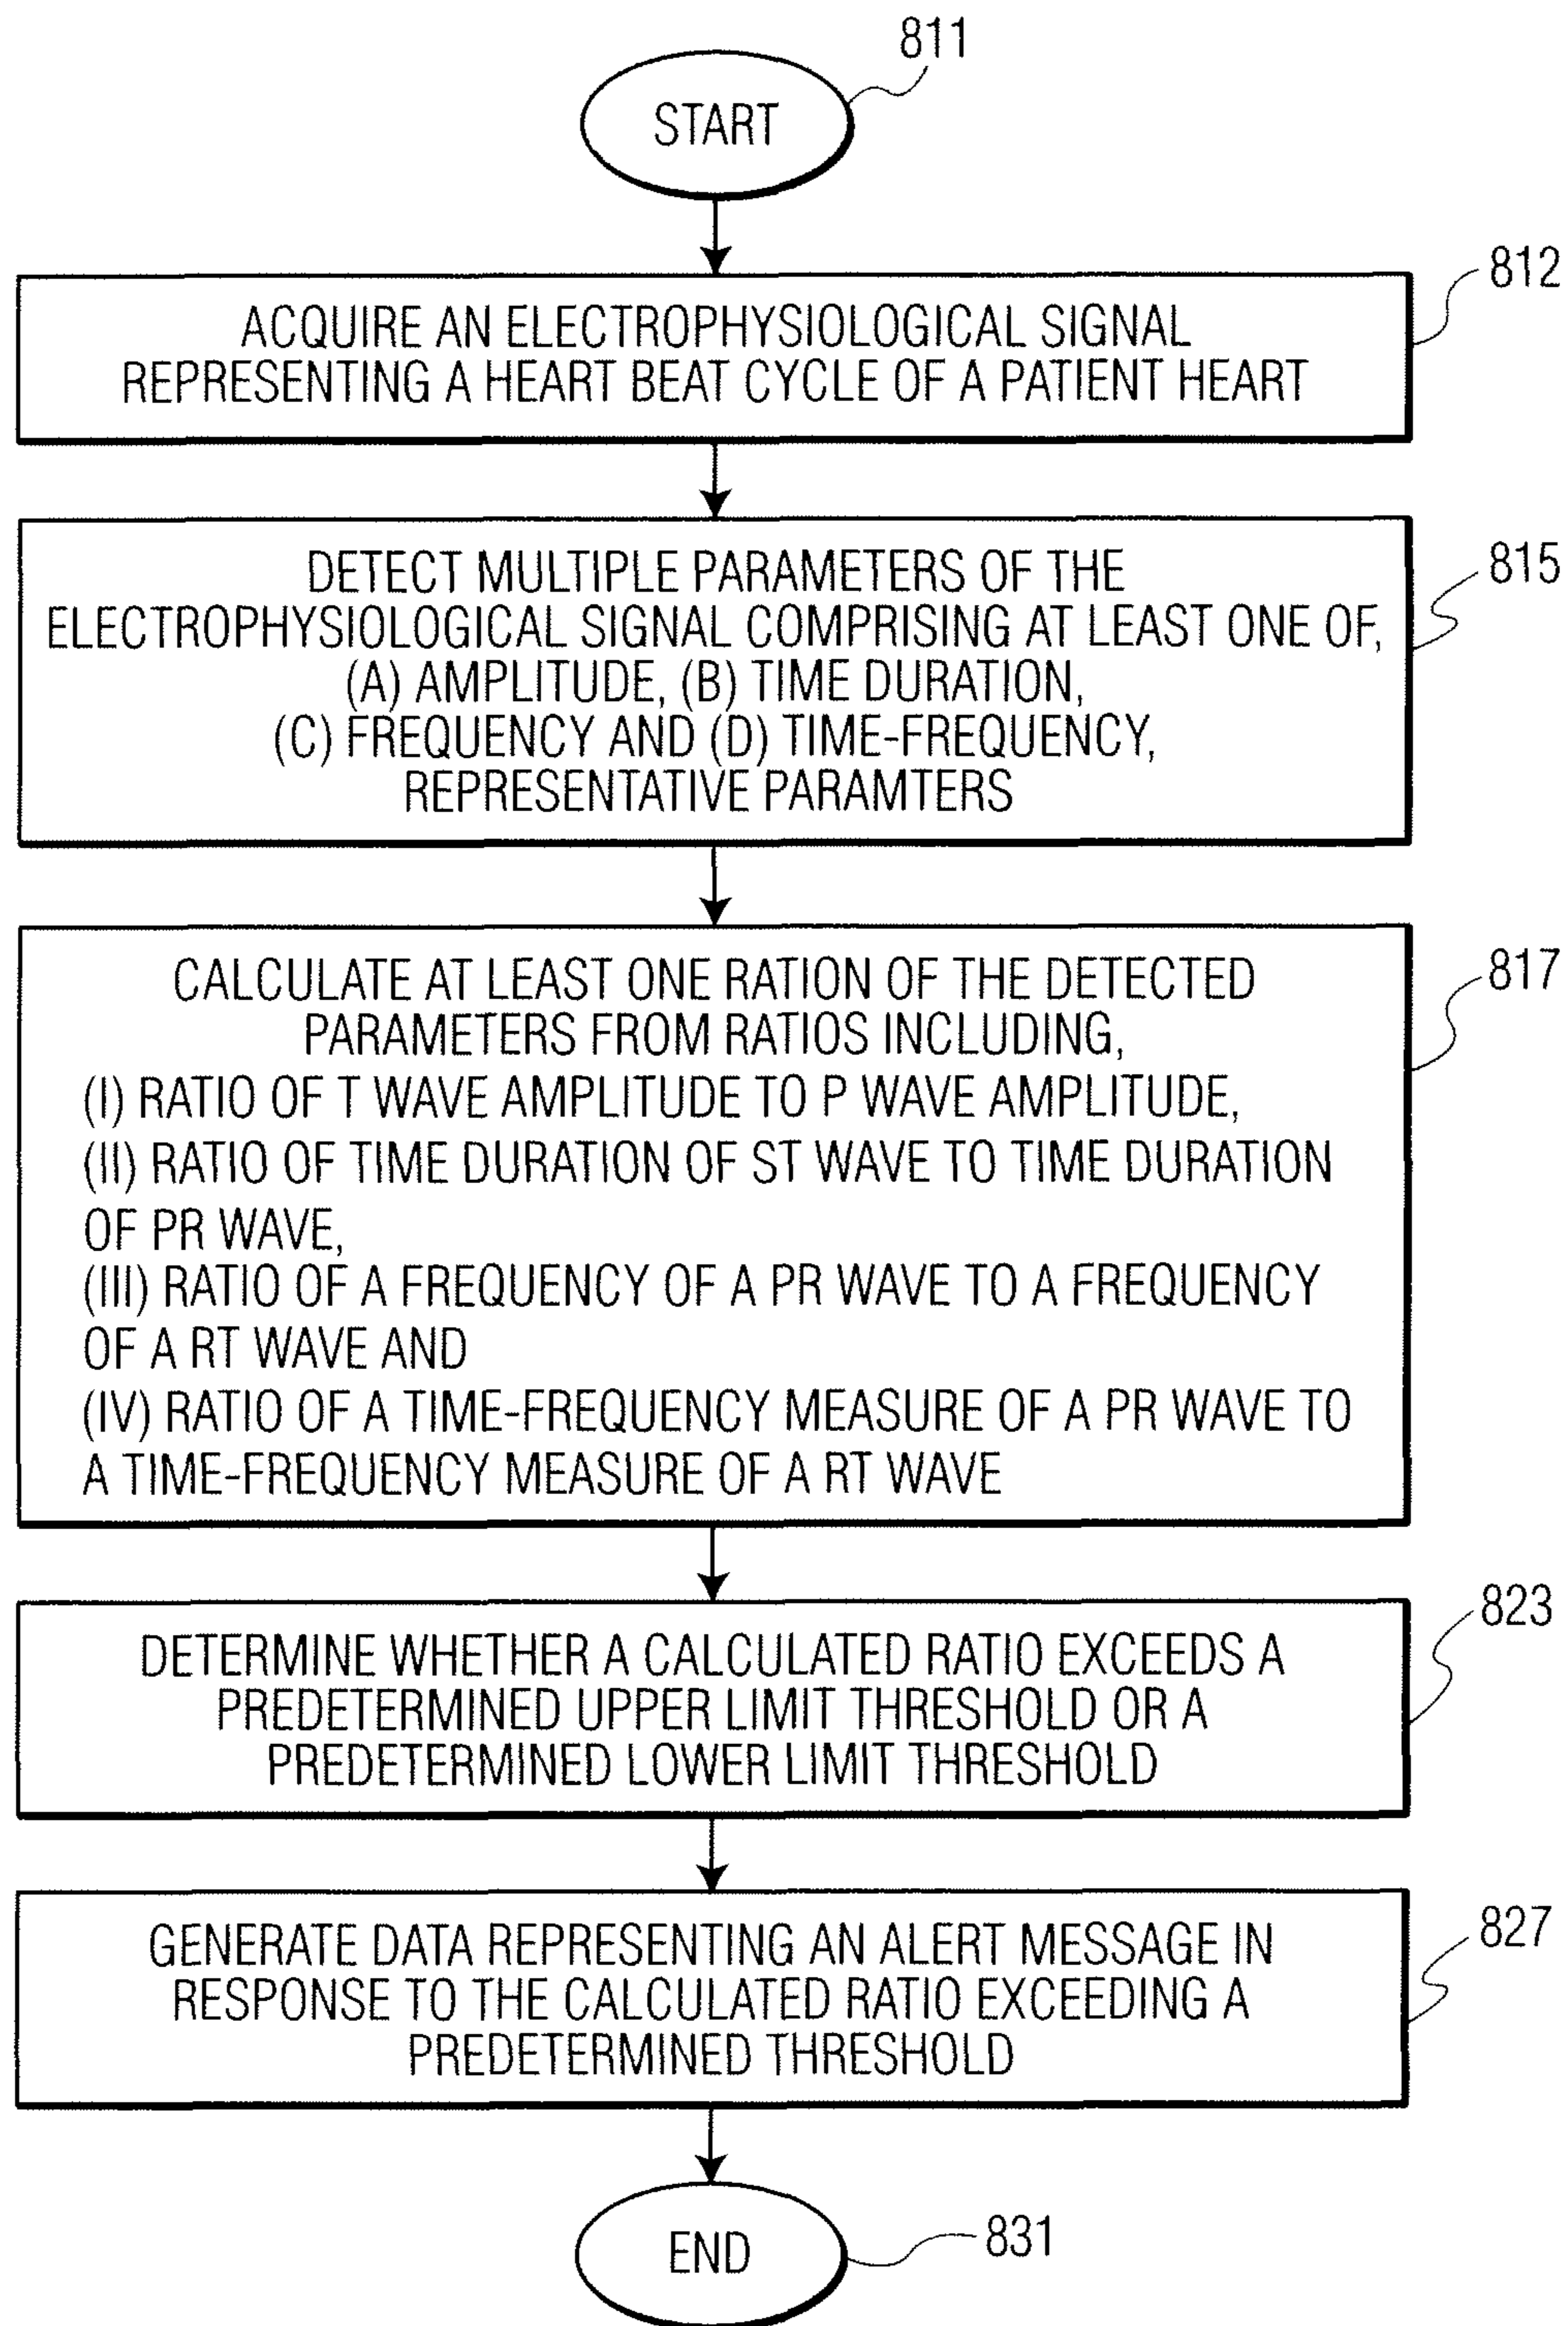 811
START
812
ACQUIRE AN ELECTROPHYSIOLOGICAL SIGNAL
REPRESENTING A HEART BEAT CYCLE OF A PATIENT HEART
815
DETECT MULTIPLE PARAMETERS OF THE
ELECTROPHYSIOLOGICAL SIGNAL COMPRISING AT LEAST ONE OF,
(A) AMPLITUDE, (B) TIME DURATION,
(C) FREQUENCY AND (D) TIME-FREQUENCY,
REPRESENTATIVE PARAMTERS
817
CALCULATE AT LEAST ONE RATION OF THE DETECTED
PARAMETERS FROM RATIOS INCLUDING,
(I) RATIO OF T WAVE AMPLITUDE TO P WAVE AMPLITUDE,
(II) RATIO OF TIME DURATION OF ST WAVE TO TIME DURATION
OF PR WAVE,
(III) RATIO OF A FREQUENCY OF A PR WAVE TO A FREQUENCY
OF A RT WAVE AND
(IV) RATIO OF A TIME-FREQUENCY MEASURE OF A PR WAVE TO
A TIME-FREQUENCY MEASURE OF A RT WAVE
823
DETERMINE WHETHER A CALCULATED RATIO EXCEEDS A
PREDETERMINED UPPER LIMIT THRESHOLD OR A
PREDETERMINED LOWER LIMIT THRESHOLD
827
GENERATE DATA REPRESENTING AN ALERT MESSAGE IN
RESPONSE TO THE CALCULATED RATIO EXCEEDING A
PREDETERMINED THRESHOLD
END
831